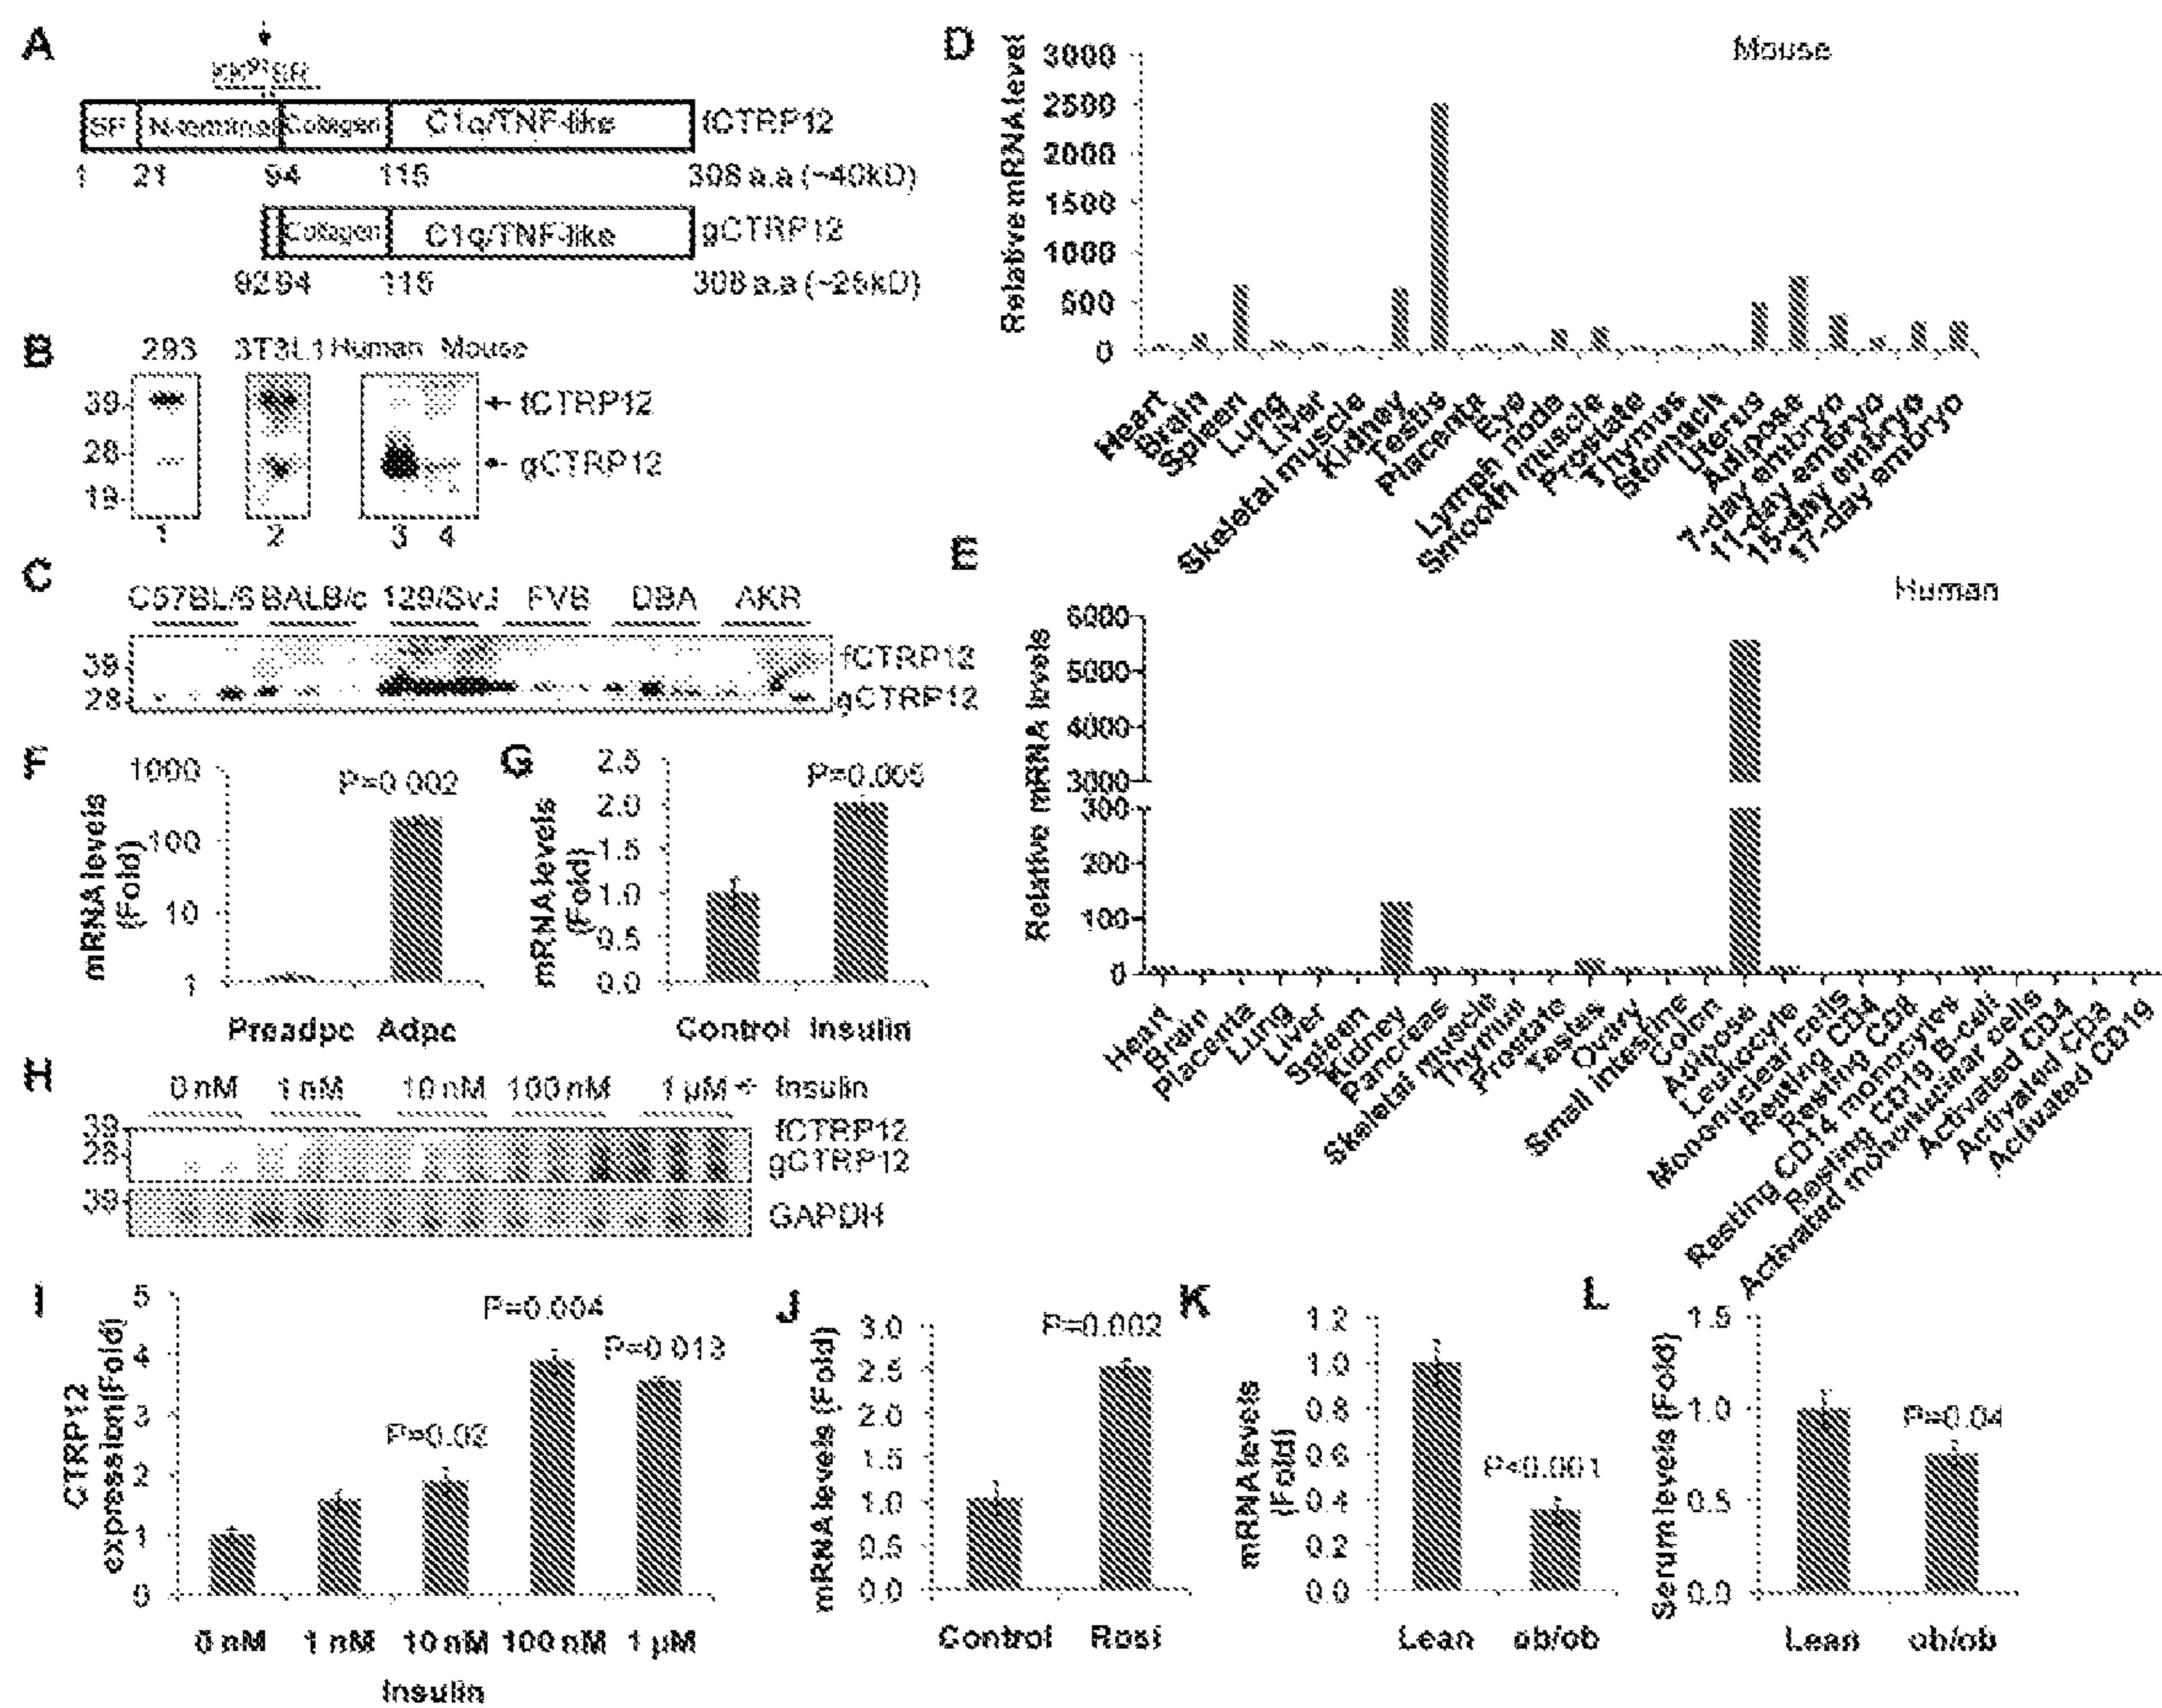 A
SP N-terminal Collagen C1q/TNF-like fCTRP12
1 21 94 115 308 a.a (~40kD)
Collagen C1q/TNF-like gCTRP12
92 94 115 308 a.a (~25kD)
B
293 3T3L1 Human Mouse
39 fCTRP12
28 gCTRP12
19
1 2 3 4
C
C57BL/6 BALB/c 129/SvJ FVB DBA AKR
39 fCTRP12
28 gCTRP12
D
Mouse
Relative mRNA level
3000
2500
2000
1500
1000
500
0
Heart
Brain
Spleen
Lung
Liver
Skeletal muscle
Kidney
Testis
Placenta
Eye
Lymph node
Smooth muscle
Prostate
Thymus
Stomach
Uterus
Adipose
7-day embryo
11-day embryo
15-day embryo
17-day embryo
E
Human
Relative mRNA levels
6000
5000
4000
3000
300
200
100
0
Heart
Brain
Placenta
Lung
Liver
Spleen
Kidney
Pancreas
Skeletal muscle
Prostate
Testes
Ovary
Small intestine
Colon
Adipose
Leukocyte
Mononuclear cells
Resting CD4
Resting CD8
Resting CD14 monocytes
Resting CD19 B-cell
Activated mononuclear cells
Activated CD4
Activated CD3
Activated CD19
F
mRNA levels
(Fold)
1000
100
10
1
P=0.002
Preadpc Adpc
G
mRNA levels
(Fold)
2.5
2.0
1.5
1.0
0.5
0.0
P=0.005
Control Insulin
H
0 nM 1 nM 10 nM 100 nM 1 µM Insulin
39 fCTRP12
28 gCTRP12
39 GAPDH
I
CTRP12
expression(Fold)
5
4
3
2
1
0
P=0.02
P=0.004
P=0.013
0 nM 1 nM 10 nM 100 nM 1 µM
Insulin
J
mRNA levels (Fold)
3.0
2.5
2.0
1.5
1.0
0.5
0.0
P=0.002
Control Rosi
K
mRNA levels
(Fold)
1.2
1.0
0.8
0.6
0.4
0.2
0.0
P<0.001
Lean ob/ob
L
Serum levels (Fold)
1.5
1.0
0.5
0.0
P=0.04
Lean ob/ob